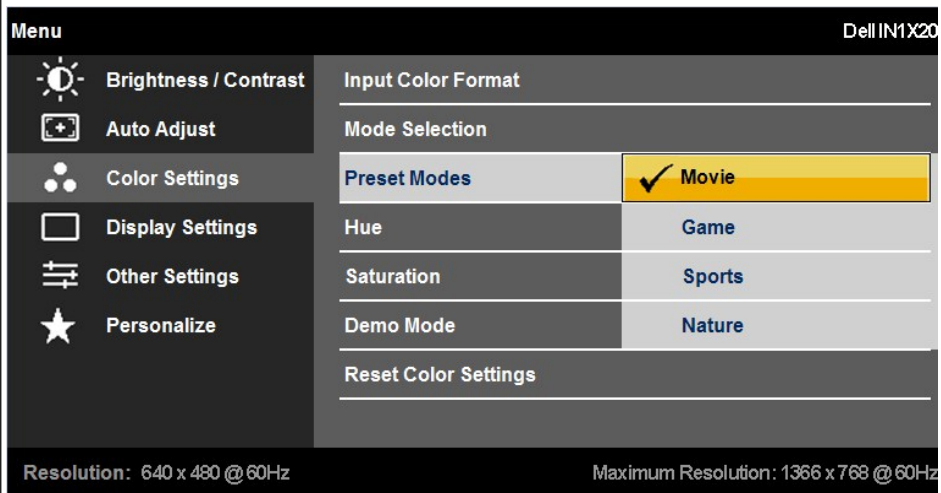 Menu
Dell IN1X20
Brightness / Contrast
Auto Adjust
Color Settings
Display Settings
Other Settings
Personalize
Input Color Format
Mode Selection
Preset Modes
Hue
Saturation
Demo Mode
Reset Color Settings
Movie
Game
Sports
Nature
Resolution: 640 x 480 @ 60Hz
Maximum Resolution: 1366 x 768 @ 60Hz